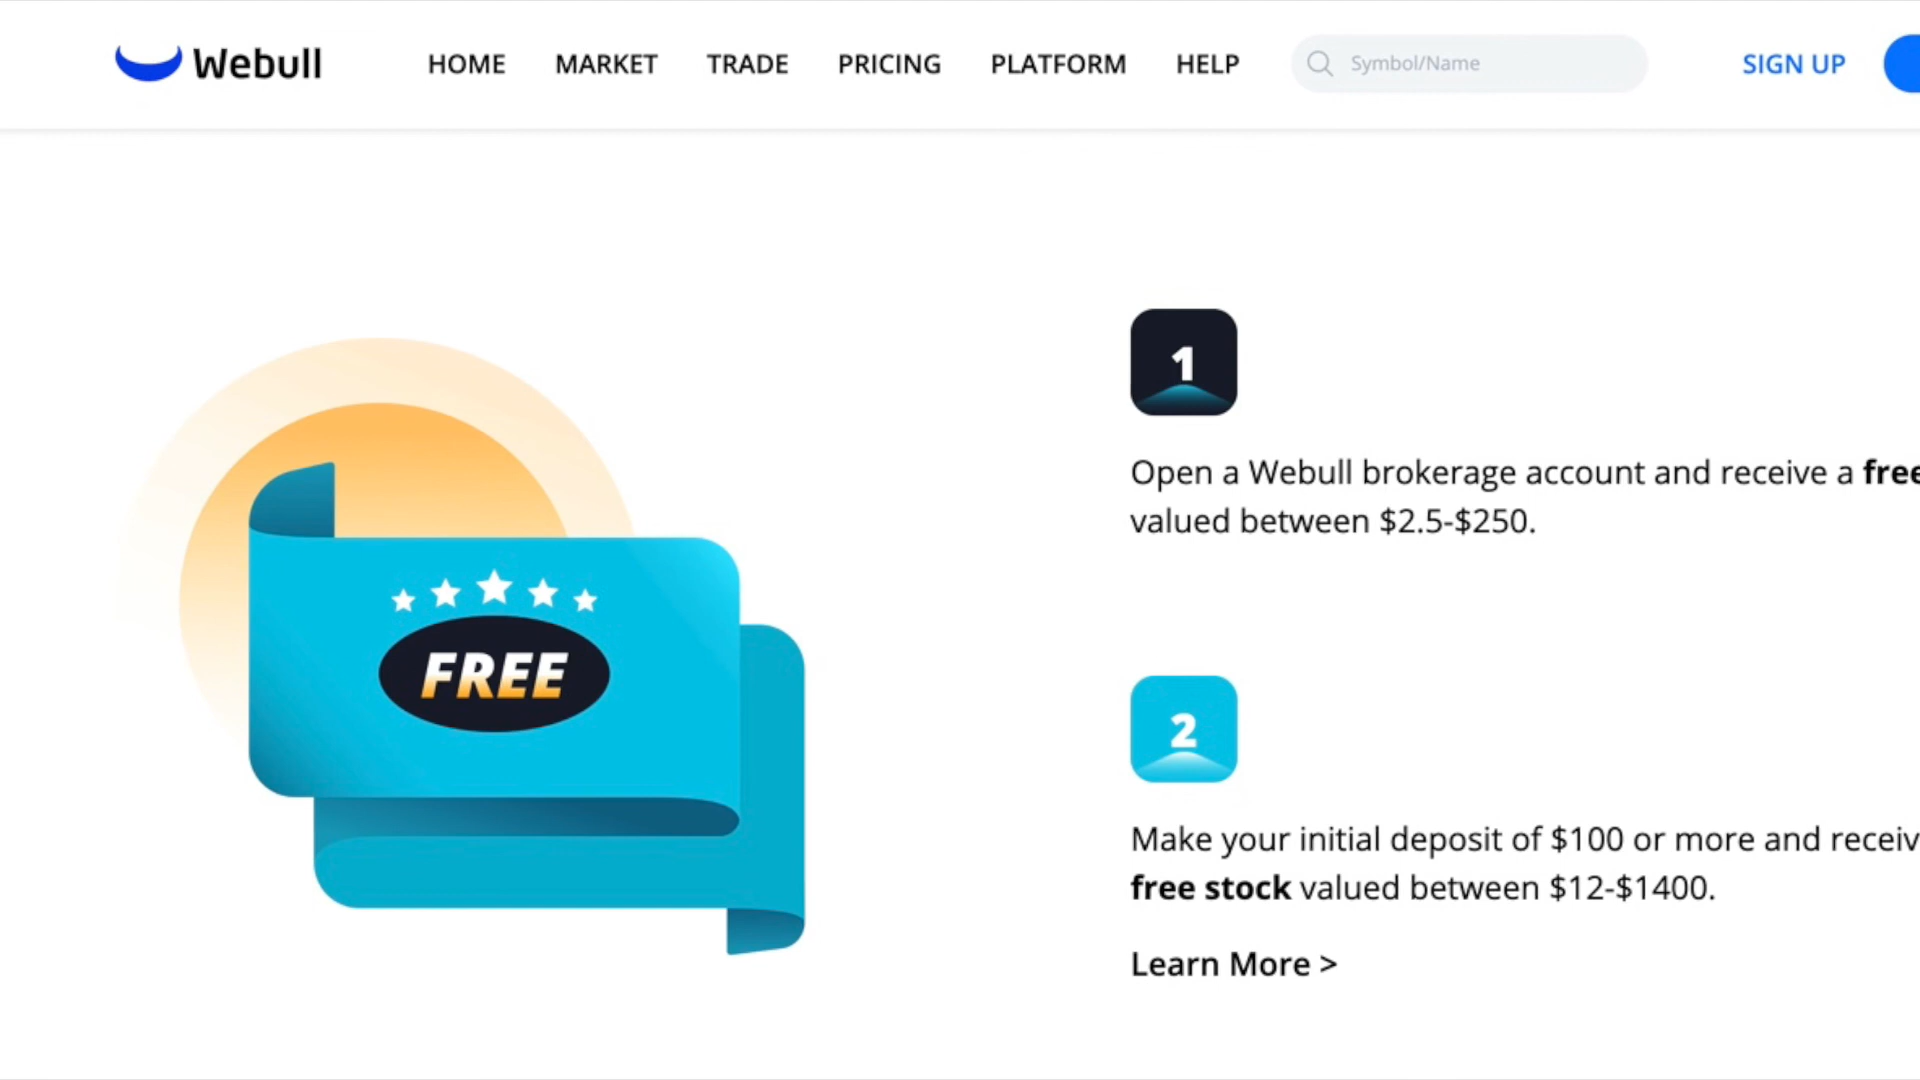 Webull
HOME MARKET TRADE PRICING PLATFORM HELP Symbol/Name SIGN UP
1
Open a Webull brokerage account and receive a free
valued between $2.5-$250.
FREE
2
Make your initial deposit of $100 or more and receiv
free stock valued between $12-$1400.
Learn More >